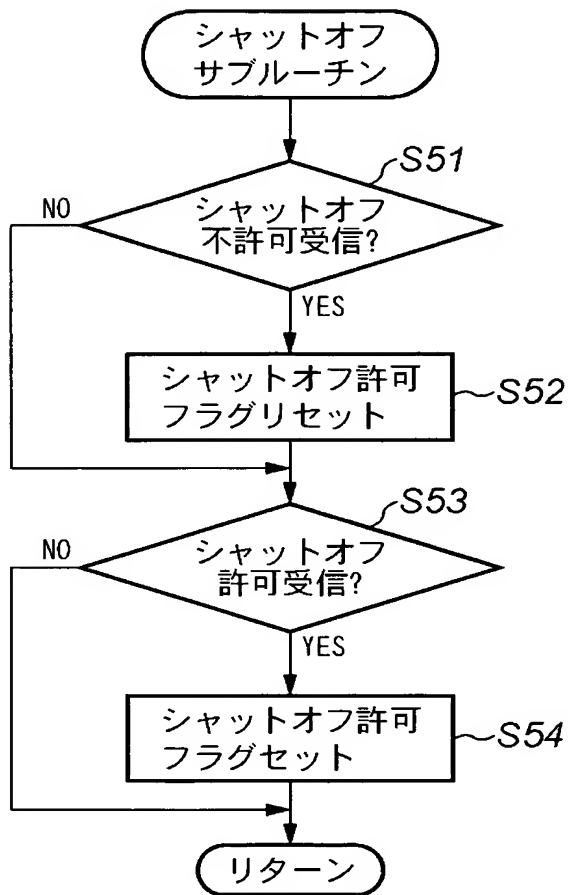 シャットオフ
サブルーチン
S51
NO
シャットオフ
不許可受信?
YES
シャットオフ許可
フラグリセット
S52
S53
NO
シャットオフ
許可受信?
YES
シャットオフ許可
フラグセット
S54
リターン